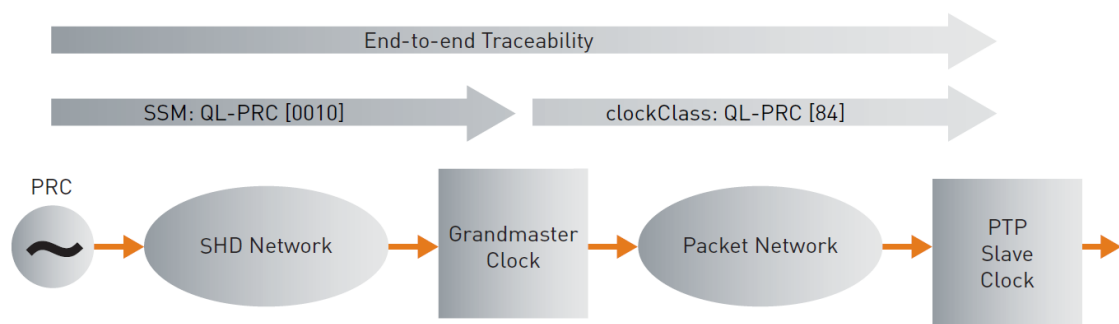 End-to-end Traceability
SSM: QL-PRC [0010]
clockClass: QL-PRC [84]
PRC
SHD Network
Grandmaster
Clock
Packet Network
PTP
Slave
Clock